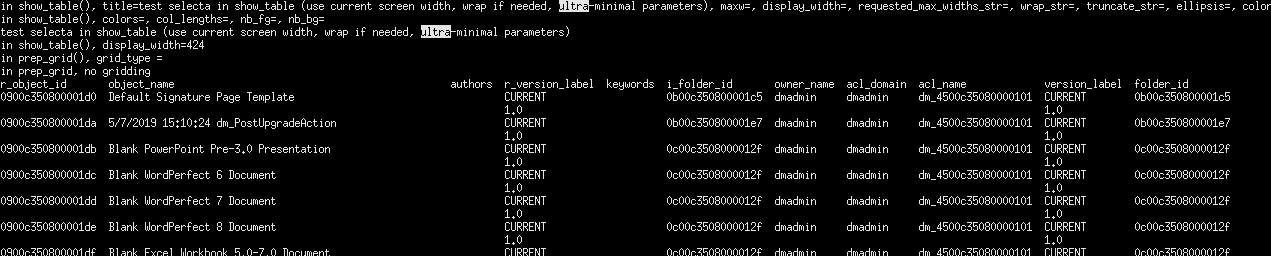 in show_table(), title=test selecta in show_table (use current screen width, wrap if needed, ultra-minimal parameters), maxw=, display_width=, requested_max_widths_str=, wrap_str=, truncate_str=, ellipsis=, color
in show_table(), colors=, col_lengths=, nb_fg=, nb_bg=
test selecta in show_table (use current screen width, wrap if needed, ultra-minimal parameters)
in show_table(), display_width=424
in prep_grid(), grid_type =
in prep_grid, no gridding
r_object_id object_name authors r_version_label keywords i_folder_id owner_name acl_domain acl_name version_label folder_id
0900c350800001d0 Default Signature Page Template CURRENT 0b00c350800001c5 dmadmin dmadmin dm_4500c35080000101 CURRENT 0b00c350800001c5
1.0 1.0
0900c350800001da 5/7/2019 15:10:24 dm_PostUpgradeAction CURRENT 0b00c350800001e7 dmadmin dmadmin dm_4500c35080000101 CURRENT 0b00c350800001e7
1.0 1.0
0900c350800001db Blank PowerPoint Pre-3.0 Presentation CURRENT 0c00c3508000012f dmadmin dmadmin dm_4500c35080000101 CURRENT 0c00c3508000012f
1.0 1.0
0900c350800001dc Blank WordPerfect 6 Document CURRENT 0c00c3508000012f dmadmin dmadmin dm_4500c35080000101 CURRENT 0c00c3508000012f
1.0 1.0
0900c350800001dd Blank WordPerfect 7 Document CURRENT 0c00c3508000012f dmadmin dmadmin dm_4500c35080000101 CURRENT 0c00c3508000012f
1.0 1.0
0900c350800001de Blank WordPerfect 8 Document CURRENT 0c00c3508000012f dmadmin dmadmin dm_4500c35080000101 CURRENT 0c00c3508000012f
1.0 1.0
0900c350800001df Blank Excel Workbook 5.0-7.0 Document CURRENT 0c00c3508000012f dmadmin dmadmin dm_4500c35080000101 CURRENT 0c00c3508000012f